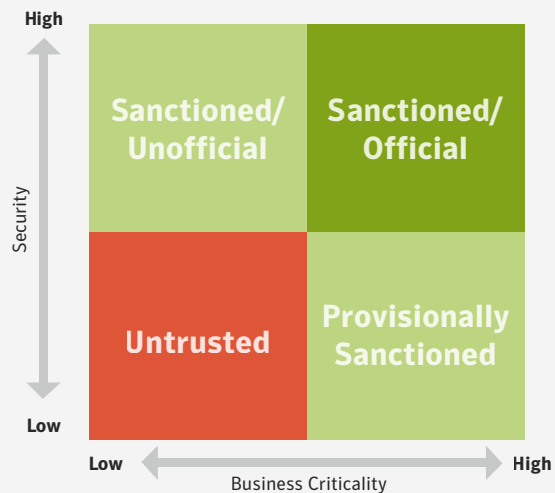 High
Sanctioned/
Unofficial
Sanctioned/
Official
Security
Untrusted
Provisionally
Sanctioned
Low
Low
High
Business Criticality